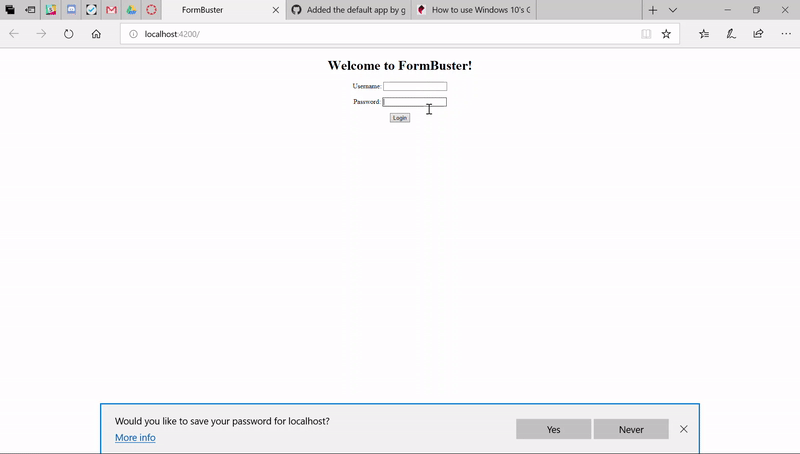 FormBuster
Added the default app by g
How to use Windows 10's G
localhost:4200/
Welcome to FormBuster!
Username:
Password:
Login
Would you like to save your password for localhost?
More info
Yes
Never